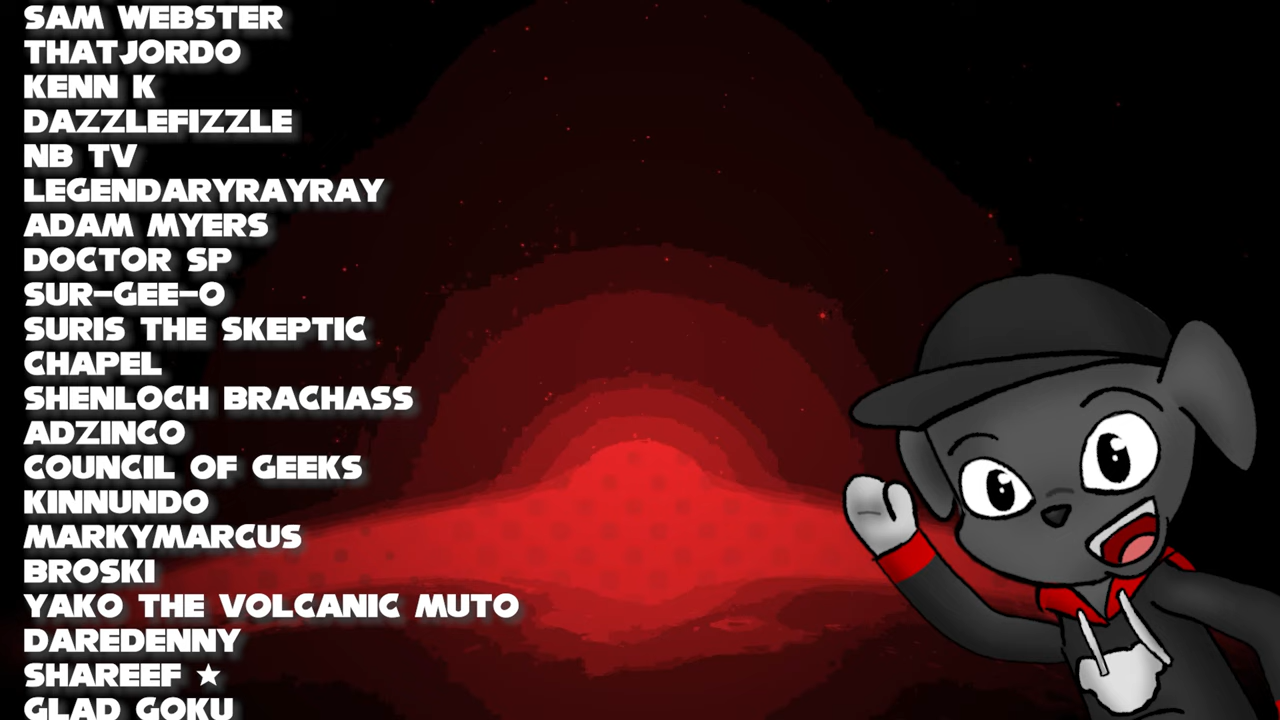 SAM WEBSTER
THATJORDO
KENN K
DAZZLEFIZZLE
NB TV
LEGENDARYRAYRAY
ADAM MYERS
DOCTOR SP
SUR-GEE-O
SURIS THE SKEPTIC
CHAPEL
SHENLOCH BRACHASS
ADZINCO
COUNCIL OF GEEKS
KINNUNDO
MARKYMARCUS
BROSKI
YAKO THE VOLCANIC MUTO
DAREDENNY
SHAREEF ★
GLAD GOKU